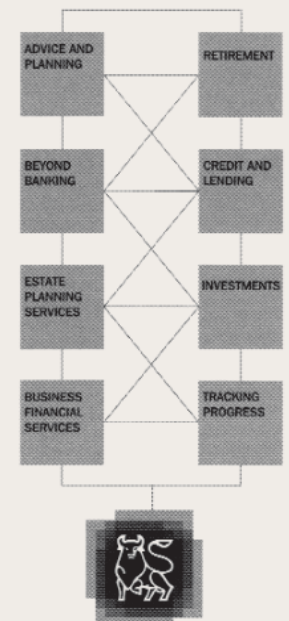 ADVICE AND
PLANNING
RETIREMENT
BEYOND
BANKING
CREDIT AND
LENDING
ESTATE
PLANNING
SERVICES
INVESTMENTS
BUSINESS
FINANCIAL
SERVICES
TRACKING
PROGRESS